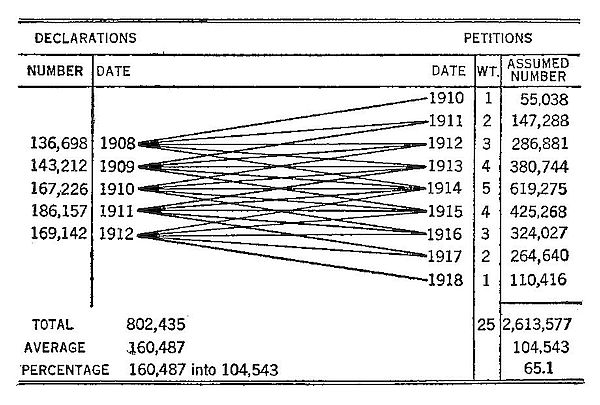 DECLARATIONS PETITIONS
NUMBER DATE DATE WT. ASSUMED NUMBER
1910 1 55,038
1911 2 147,288
136,698 1908 1912 3 286,881
143,212 1909 1913 4 380,744
167,226 1910 1914 5 619,275
186,157 1911 1915 4 425,268
169,142 1912 1916 3 324,027
1917 2 264,640
1918 1 110,416
TOTAL 802,435 25 2,613,577
AVERAGE 160,487 104,543
PERCENTAGE 160,487 into 104,543 65.1